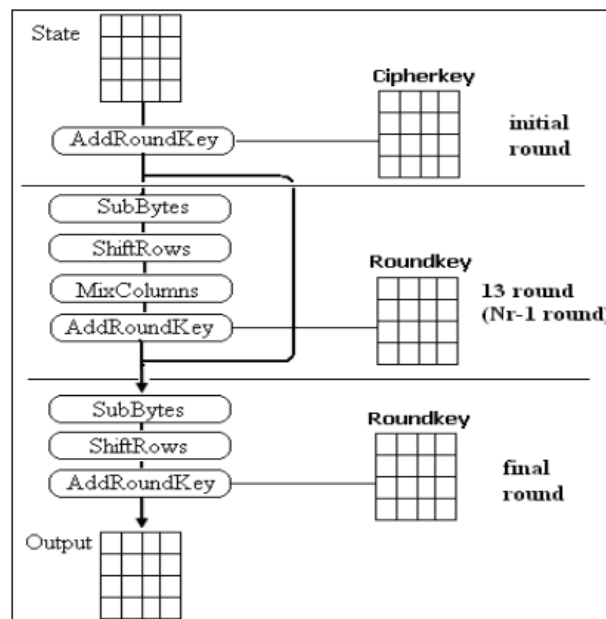 State
Cipherkey
AddRoundKey
initial
round
SubBytes
ShiftRows
MixColumns
AddRoundKey
Roundkey
13 round
(Nr-1 round)
SubBytes
ShiftRows
AddRoundKey
Roundkey
final
round
Output